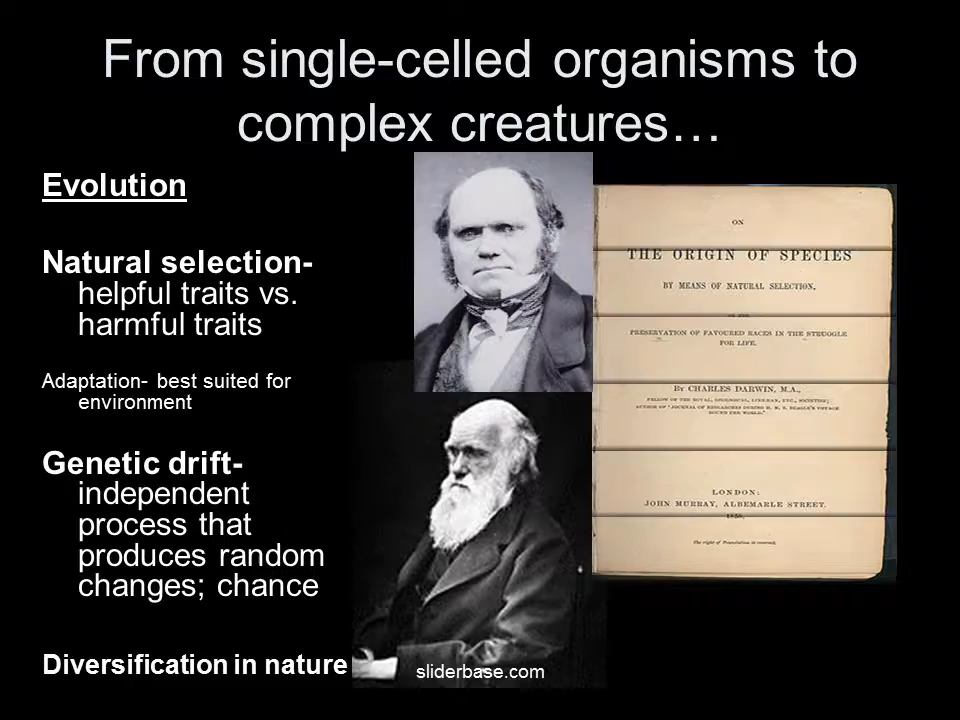 From single-celled organisms to
complex creatures…
Evolution
Natural selection-
helpful traits vs.
harmful traits
Adaptation- best suited for
environment
Genetic drift-
independent
process that
produces random
changes; chance
Diversification in nature
ON
THE ORIGIN OF SPECIES
BY MEANS OF NATURAL SELECTION,
PRESERVATION OF FAVOURED RACES IN THE STRUGGLE
FOR LIFE.
By CHARLES DARWIN, M.A.,
FELLOW OF THE ROYAL, GEOLOGICAL, LINNÆAN, ETC., SOCIETIES;
AUTHOR OF 'JOURNAL OF RESEARCHES DURING H. M. S. BEAGLE'S VOYAGE
ROUND THE WORLD.'
LONDON:
JOHN MURRAY, ALBEMARLE STREET.
1859.
The right of Translation is reserved.
sliderbase.com